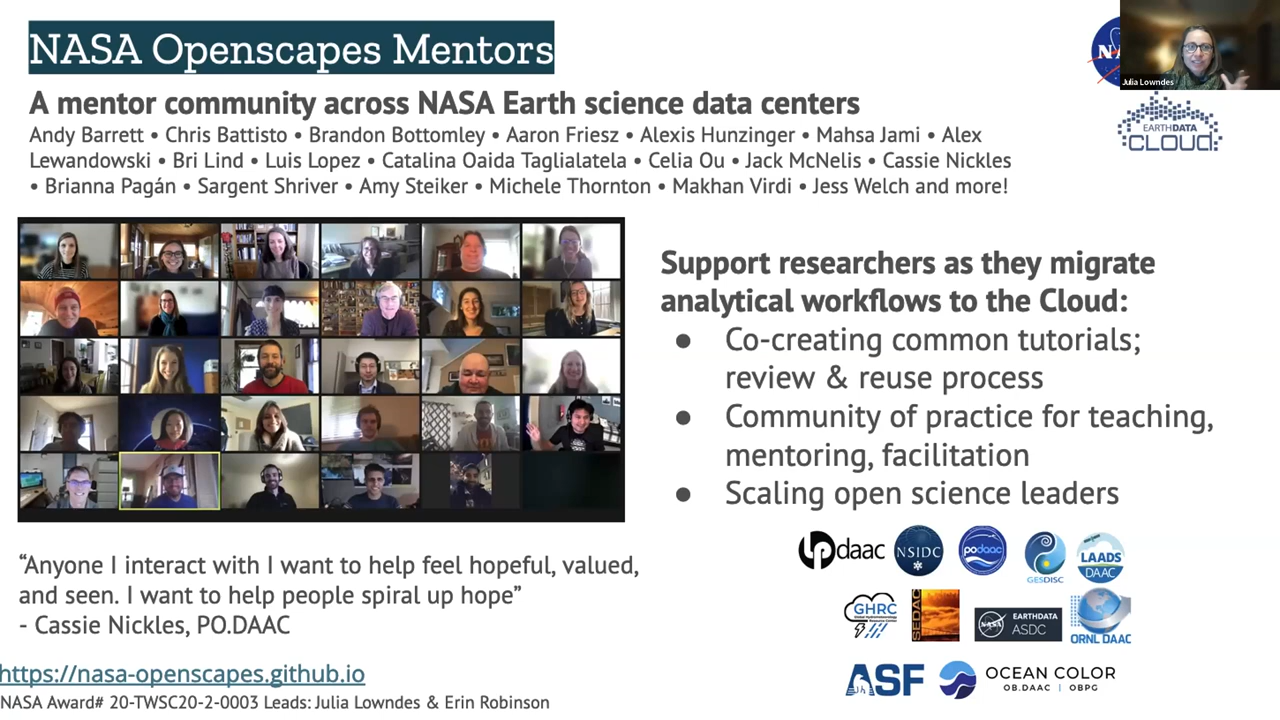 NASA Openscapes Mentors
NA
Julia Lowndes
A mentor community across NASA Earth science data centers
EARTHDATA
CLOUD
Andy Barrett • Chris Battisto • Brandon Bottomley • Aaron Friesz • Alexis Hunzinger • Mahsa Jami • Alex
Lewandowski • Bri Lind • Luis Lopez • Catalina Oaida Taglialatela • Celia Ou • Jack McNelis • Cassie Nickles
• Brianna Pagán • Sargent Shriver • Amy Steiker • Michele Thornton • Makhan Virdi • Jess Welch and more!
Support researchers as they migrate
analytical workflows to the Cloud:
● Co-creating common tutorials;
review & reuse process
● Community of practice for teaching,
mentoring, facilitation
● Scaling open science leaders
lpdaac
NSIDC
podaac
GESDISC
LAADS
DAAC
GHRC
SEDAC
NASA
EARTHDATA
ASDC
ORNL DAAC
ASF
OCEAN COLOR
OB.DAAC | OBPG
“Anyone I interact with I want to help feel hopeful, valued,
and seen. I want to help people spiral up hope”
- Cassie Nickles, PO.DAAC
https://nasa-openscapes.github.io
NASA Award# 20-TWSC20-2-0003 Leads: Julia Lowndes & Erin Robinson